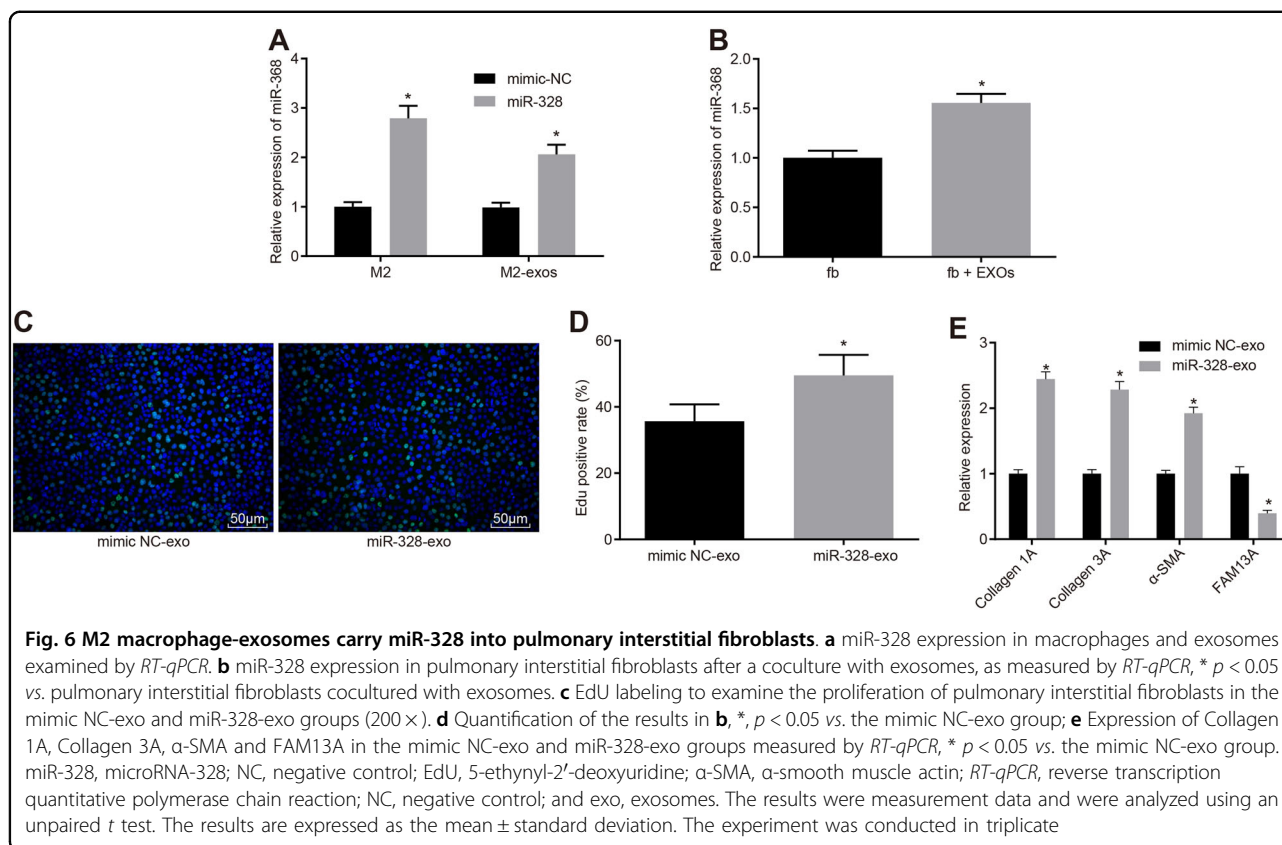 A
Relative expression of miR-368
4
3
2
1
0
mimic-NC
miR-328
*
*
M2
M2-exos
B
Relative expression of miR-368
2.0
1.5
1.0
0.5
0.0
*
fb
fb + EXOs
C
50µm
50µm
mimic NC-exo
miR-328-exo
D
Edu positive rate (%)
60
40
20
0
*
mimic NC-exo
miR-328-exo
E
Relative expression
3
2
1
0
mimic NC-exo
miR-328-exo
*
*
*
*
Collagen 1A
Collagen 3A
α-SMA
FAM13A
Fig. 6 M2 macrophage-exosomes carry miR-328 into pulmonary interstitial fibroblasts. a miR-328 expression in macrophages and exosomes
examined by RT-qPCR. b miR-328 expression in pulmonary interstitial fibroblasts after a coculture with exosomes, as measured by RT-qPCR, * p < 0.05
vs. pulmonary interstitial fibroblasts cocultured with exosomes. c EdU labeling to examine the proliferation of pulmonary interstitial fibroblasts in the
mimic NC-exo and miR-328-exo groups (200 ×). d Quantification of the results in b, *, p < 0.05 vs. the mimic NC-exo group; e Expression of Collagen
1A, Collagen 3A, α-SMA and FAM13A in the mimic NC-exo and miR-328-exo groups measured by RT-qPCR, * p < 0.05 vs. the mimic NC-exo group.
miR-328, microRNA-328; NC, negative control; EdU, 5-ethynyl-2′-deoxyuridine; α-SMA, α-smooth muscle actin; RT-qPCR, reverse transcription
quantitative polymerase chain reaction; NC, negative control; and exo, exosomes. The results were measurement data and were analyzed using an
unpaired t test. The results are expressed as the mean ± standard deviation. The experiment was conducted in triplicate